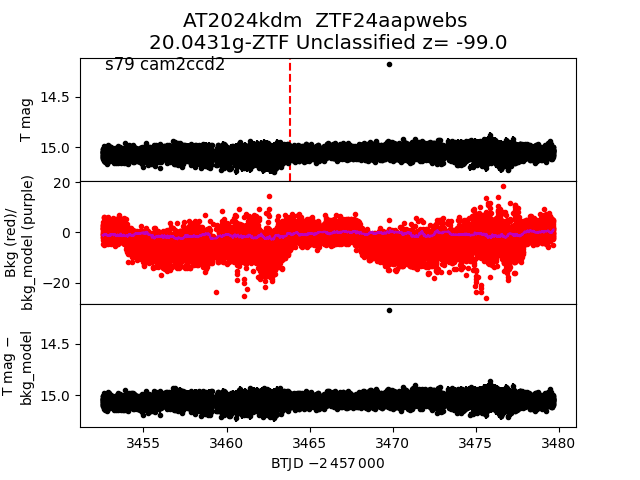 AT2024kdm ZTF24aapwebs
20.0431g-ZTF Unclassified z= -99.0
s79 cam2ccd2
T mag
14.5
15.0
Bkg (red)/
bkg_model (purple)
20
0
−20
T mag −
bkg_model
14.5
15.0
3455 3460 3465 3470 3475 3480
BTJD −2 457 000